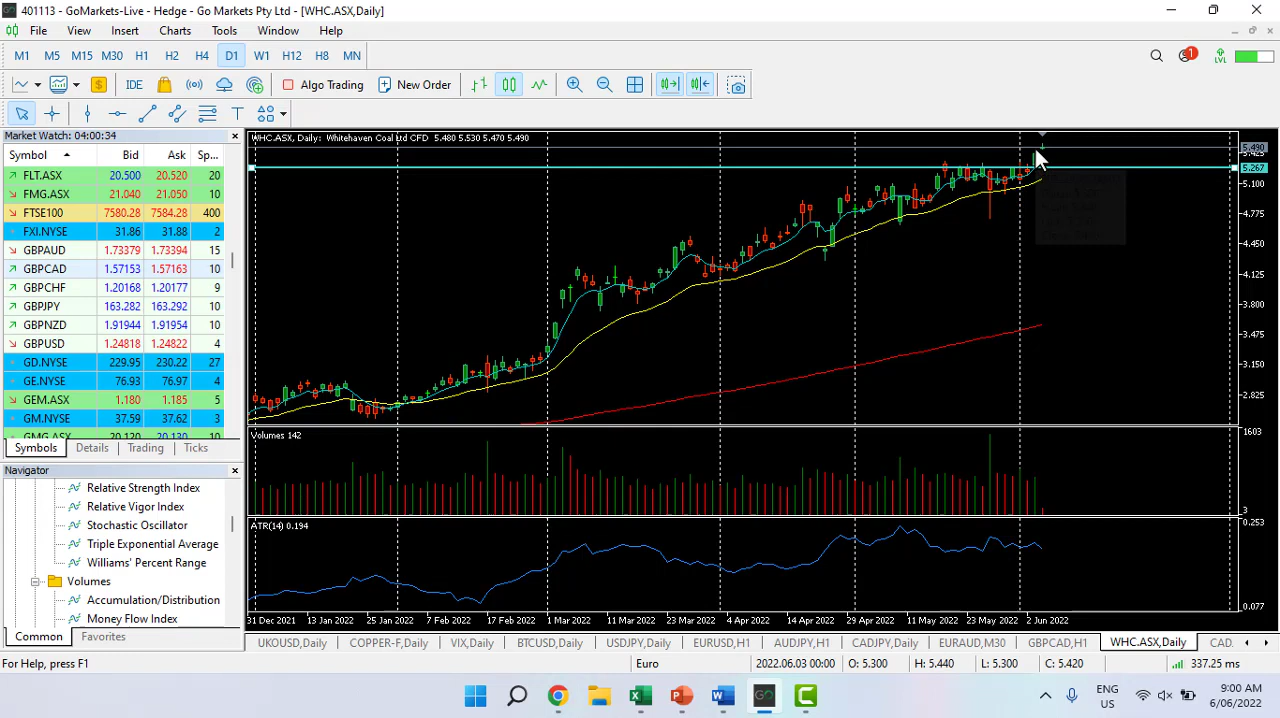 401113 - GoMarkets-Live - Hedge - Go Markets Pty Ltd - [WHC.ASX,Daily]
File View Insert Charts Tools Window Help
M1 M5 M15 M30 H1 H2 H4 D1 W1 H12 H8 MN
1
LVL
IDE Algo Trading New Order
Market Watch: 04:00:34
Symbol Bid Ask Sp...
FLT.ASX 20.500 20.520 20
FMG.ASX 21.040 21.050 10
FTSE100 7580.28 7584.28 400
FXI.NYSE 31.86 31.88 2
GBPAUD 1.73379 1.73394 15
GBPCAD 1.57153 1.57163 10
GBPCHF 1.20168 1.20177 9
GBPJPY 163.282 163.292 10
GBPNZD 1.91944 1.91954 10
GBPUSD 1.24818 1.24822 4
GD.NYSE 229.95 230.22 27
GE.NYSE 76.93 76.97 4
GEM.ASX 1.180 1.185 5
GM.NYSE 37.59 37.62 3
GMG.ASX 20.120 20.130 10
Symbols Details Trading Ticks
Navigator
Relative Strength Index
Relative Vigor Index
Stochastic Oscillator
Triple Exponential Average
Williams' Percent Range
Volumes
Accumulation/Distribution
Money Flow Index
Common Favorites
WHC.ASX, Daily: Whitehaven Coal Ltd CFD 5.480 5.530 5.470 5.490
5.490
5.267
5.100
4.775
4.450
4.125
3.800
3.475
3.150
2.825
Volumes 142
1603
3
ATR(14) 0.194
0.253
0.077
31 Dec 2021 13 Jan 2022 25 Jan 2022 7 Feb 2022 17 Feb 2022 1 Mar 2022 11 Mar 2022 23 Mar 2022 4 Apr 2022 14 Apr 2022 29 Apr 2022 11 May 2022 23 May 2022 2 Jun 2022
UKOUSD,Daily COPPER-F,Daily VIX,Daily BTCUSD,Daily USDJPY,Daily EURUSD,H1 AUDJPY,H1 CADJPY,Daily EURAUD,M30 GBPCAD,H1 WHC.ASX,Daily CAD.
For Help, press F1 Euro 2022.06.03 00:00 O: 5.300 H: 5.440 L: 5.300 C: 5.420 337.25 ms
GO
ENG
US
9:00 AM
6/06/2022